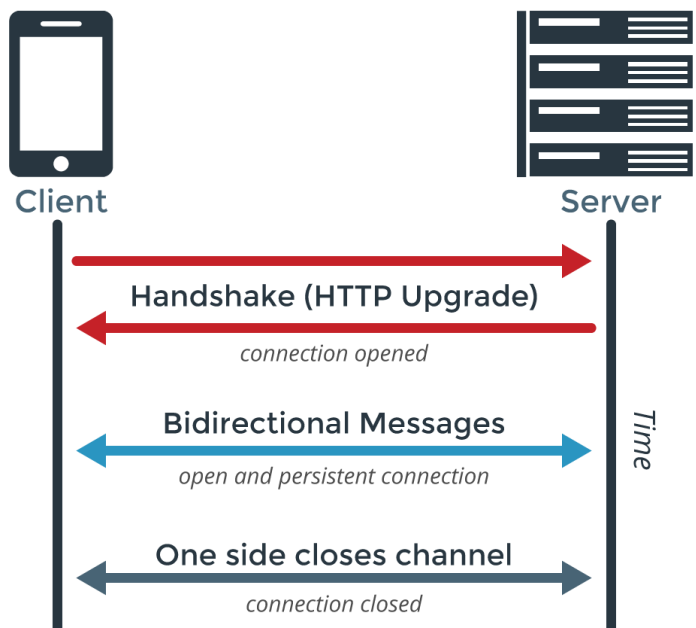 Client
Server
Handshake (HTTP Upgrade)
connection opened
Bidirectional Messages
open and persistent connection
Time
One side closes channel
connection closed